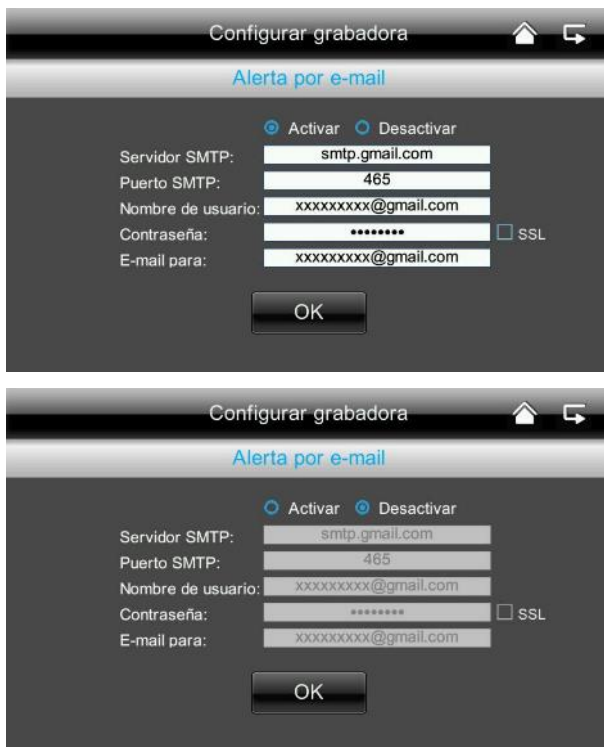 Configurar grabadora
Alerta por e-mail
Activar Desactivar
Servidor SMTP: smtp.gmail.com
Puerto SMTP: 465
Nombre de usuario: xxxxxxxxx@gmail.com
Contraseña: •••••••• SSL
E-mail para: xxxxxxxxx@gmail.com
OK
Configurar grabadora
Alerta por e-mail
Activar Desactivar
Servidor SMTP: smtp.gmail.com
Puerto SMTP: 465
Nombre de usuario: xxxxxxxxx@gmail.com
Contraseña: •••••••• SSL
E-mail para: xxxxxxxxx@gmail.com
OK